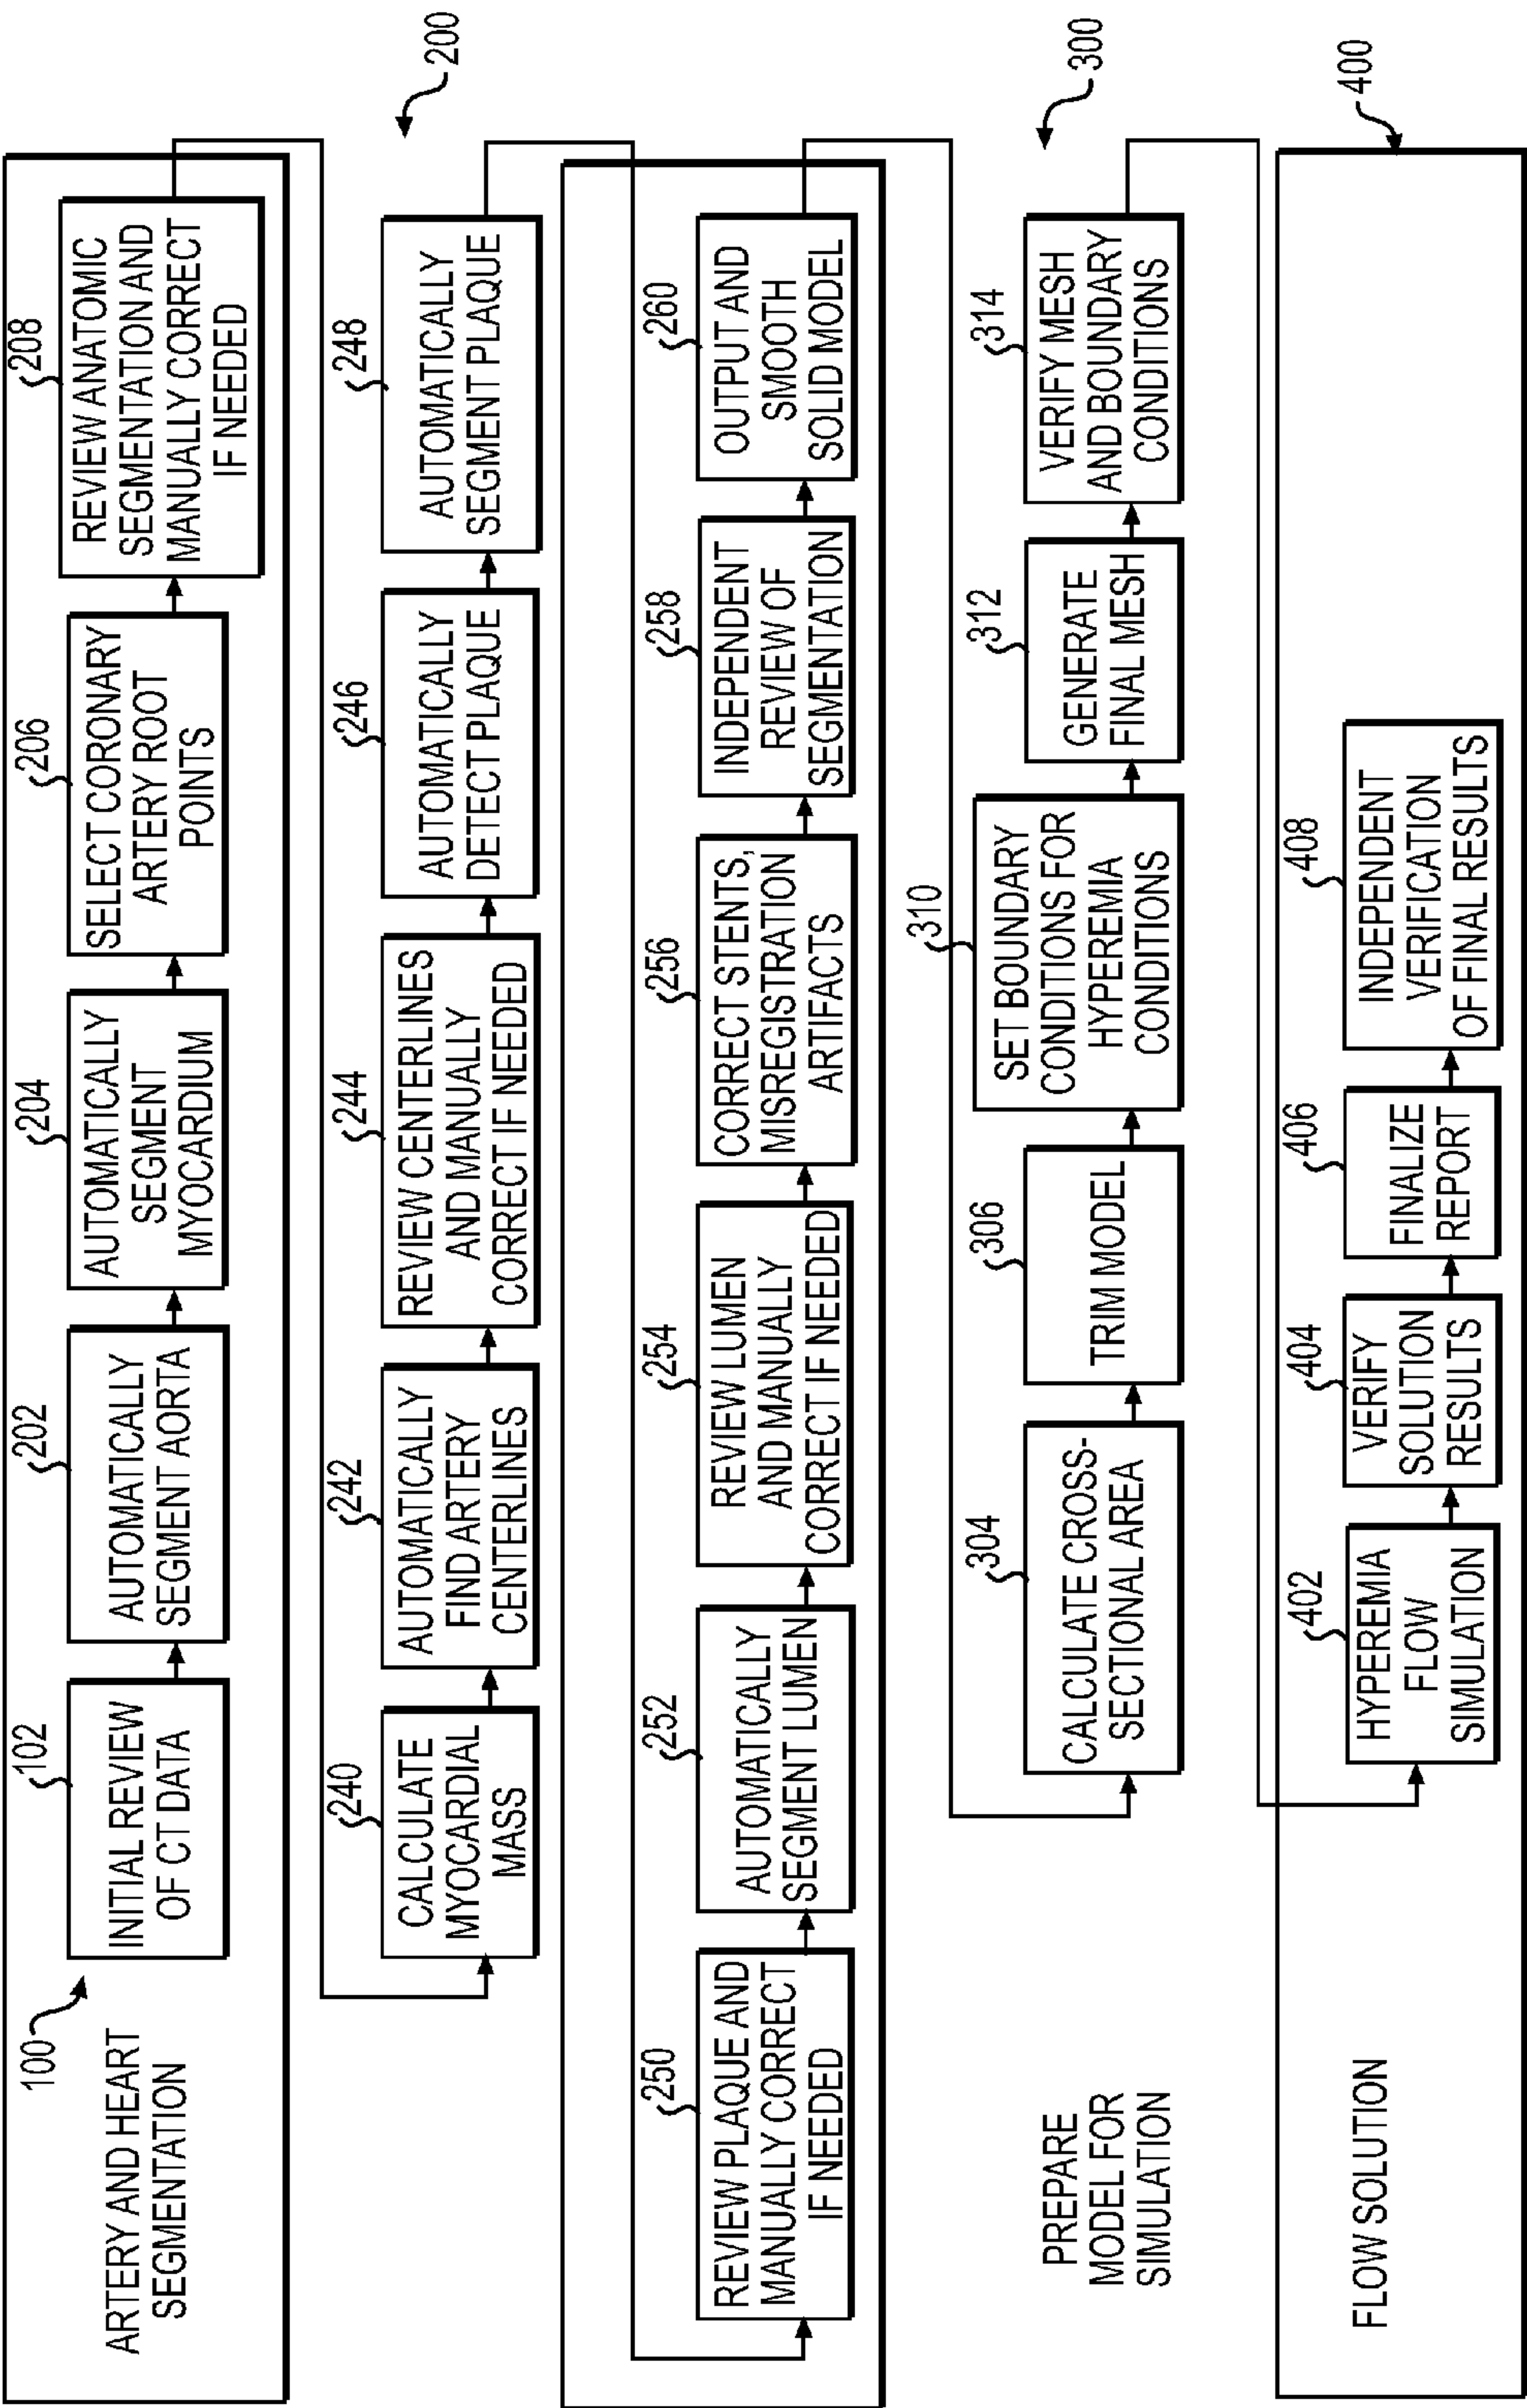 ARTERY AND HEART
SEGMENTATION
100
102
INITIAL REVIEW
OF CT DATA
202
AUTOMATICALLY
SEGMENT AORTA
204
AUTOMATICALLY
SEGMENT
MYOCARDIUM
206
SELECT CORONARY
ARTERY ROOT
POINTS
208
REVIEW ANATOMIC
SEGMENTATION AND
MANUALLY CORRECT
IF NEEDED
200
240
CALCULATE
MYOCARDIAL
MASS
242
AUTOMATICALLY
FIND ARTERY
CENTERLINES
244
REVIEW CENTERLINES
AND MANUALLY
CORRECT IF NEEDED
246
AUTOMATICALLY
DETECT PLAQUE
248
AUTOMATICALLY
SEGMENT PLAQUE
250
REVIEW PLAQUE AND
MANUALLY CORRECT
IF NEEDED
252
AUTOMATICALLY
SEGMENT LUMEN
254
REVIEW LUMEN
AND MANUALLY
CORRECT IF NEEDED
256
CORRECT STENTS,
MISREGISTRATION
ARTIFACTS
258
INDEPENDENT
REVIEW OF
SEGMENTATION
260
OUTPUT AND
SMOOTH
SOLID MODEL
PREPARE
MODEL FOR
SIMULATION
300
304
CALCULATE CROSS-
SECTIONAL AREA
306
TRIM MODEL
310
SET BOUNDARY
CONDITIONS FOR
HYPEREMIA
CONDITIONS
312
GENERATE
FINAL MESH
314
VERIFY MESH
AND BOUNDARY
CONDITIONS
FLOW SOLUTION
400
402
HYPEREMIA
FLOW
SIMULATION
404
VERIFY
SOLUTION
RESULTS
406
FINALIZE
REPORT
408
INDEPENDENT
VERIFICATION
OF FINAL RESULTS